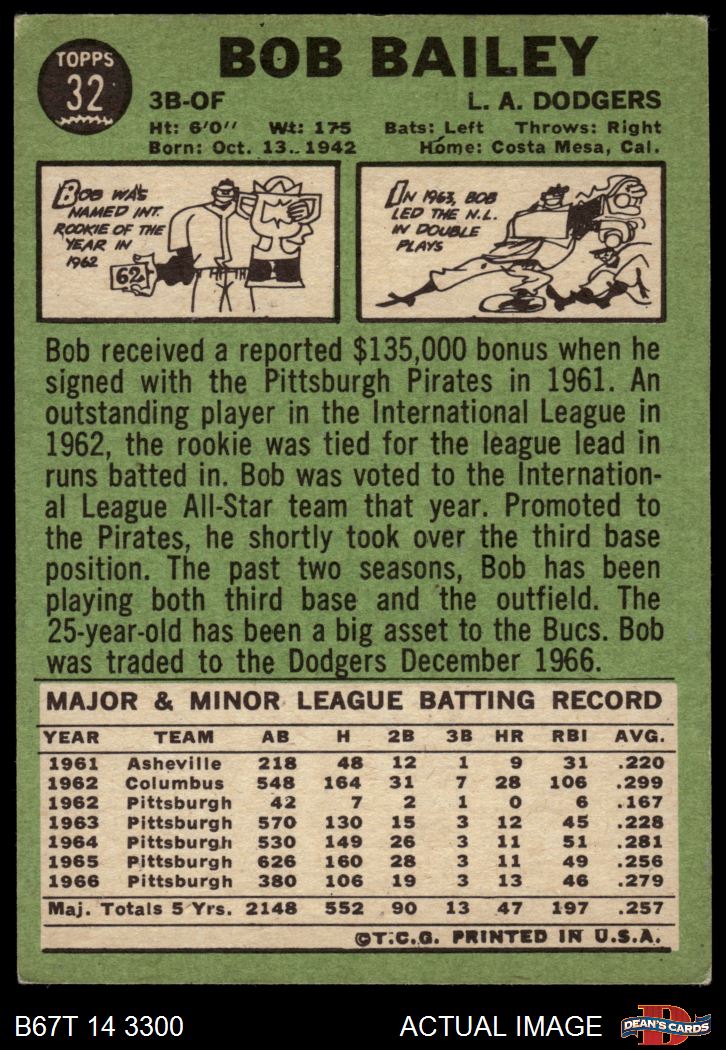 TOPPS
32
BOB BAILEY
3B-OF L. A. DODGERS
Ht: 6'0'' Wt: 175 Bats: Left Throws: Right
Born: Oct. 13, 1942 Home: Costa Mesa, Cal.
BOB WAS
NAMED INT.
ROOKIE OF THE
YEAR IN
1962
62
IN 1963, BOB
LED THE N.L.
IN DOUBLE
PLAYS
Bob received a reported $135,000 bonus when he
signed with the Pittsburgh Pirates in 1961. An
outstanding player in the International League in
1962, the rookie was tied for the league lead in
runs batted in. Bob was voted to the Internation-
al League All-Star team that year. Promoted to
the Pirates, he shortly took over the third base
position. The past two seasons, Bob has been
playing both third base and the outfield. The
25-year-old has been a big asset to the Bucs. Bob
was traded to the Dodgers December 1966.
MAJOR & MINOR LEAGUE BATTING RECORD
YEAR TEAM AB H 2B 3B HR RBI AVG.
1961 Asheville 218 48 12 1 9 31 .220
1962 Columbus 548 164 31 7 28 106 .299
1962 Pittsburgh 42 7 2 1 0 6 .167
1963 Pittsburgh 570 130 15 3 12 45 .228
1964 Pittsburgh 530 149 26 3 11 51 .281
1965 Pittsburgh 626 160 28 3 11 49 .256
1966 Pittsburgh 380 106 19 3 13 46 .279
Maj. Totals 5 Yrs. 2148 552 90 13 47 197 .257
©T.C.G. PRINTED IN U.S.A.
B67T 14 3300 ACTUAL IMAGE
D
DEAN'S CARDS